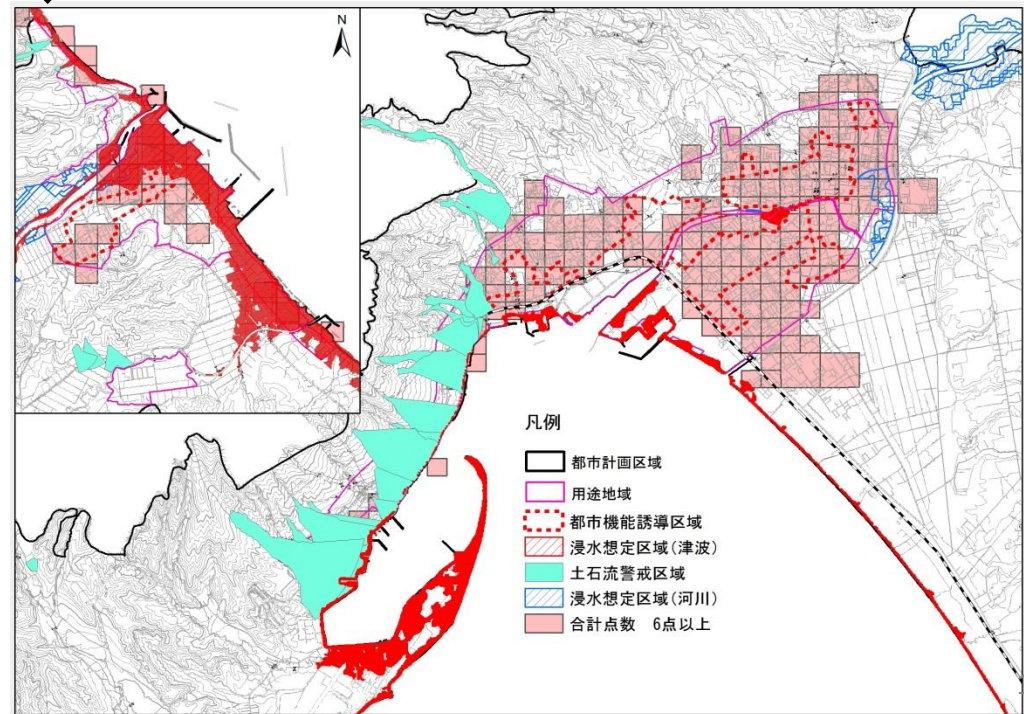 N
凡例
都市計画区域
用途地域
都市機能誘導区域
浸水想定区域(津波)
土石流警戒区域
浸水想定区域(河川)
合計点数 6点以上